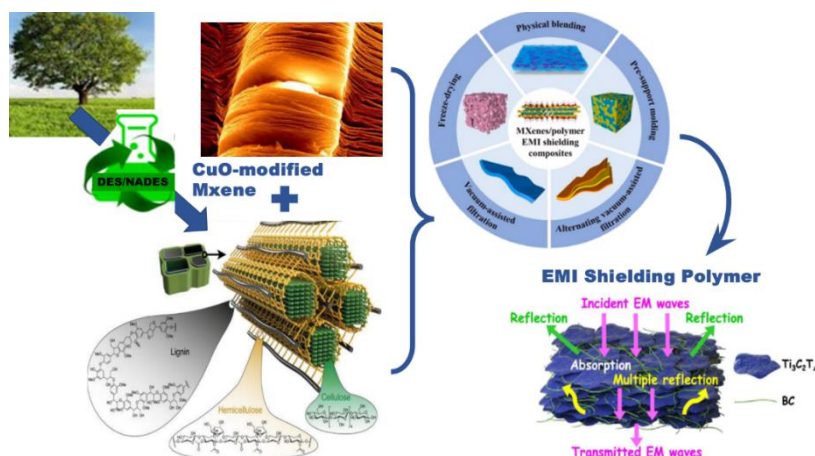 DES/NADES
CuO-modified
Mxene
+
Lignin
Hemicellulose
Cellulose
Physical blending
Freeze-drying
Pre-support molding
MXenes/polymer
EMI shielding
composites
Vacuum-assisted
filtration
Alternating vacuum-assisted
filtration
EMI Shielding Polymer
Incident EM waves
Reflection
Reflection
Absorption
Multiple reflection
BC
Transmitted EM waves